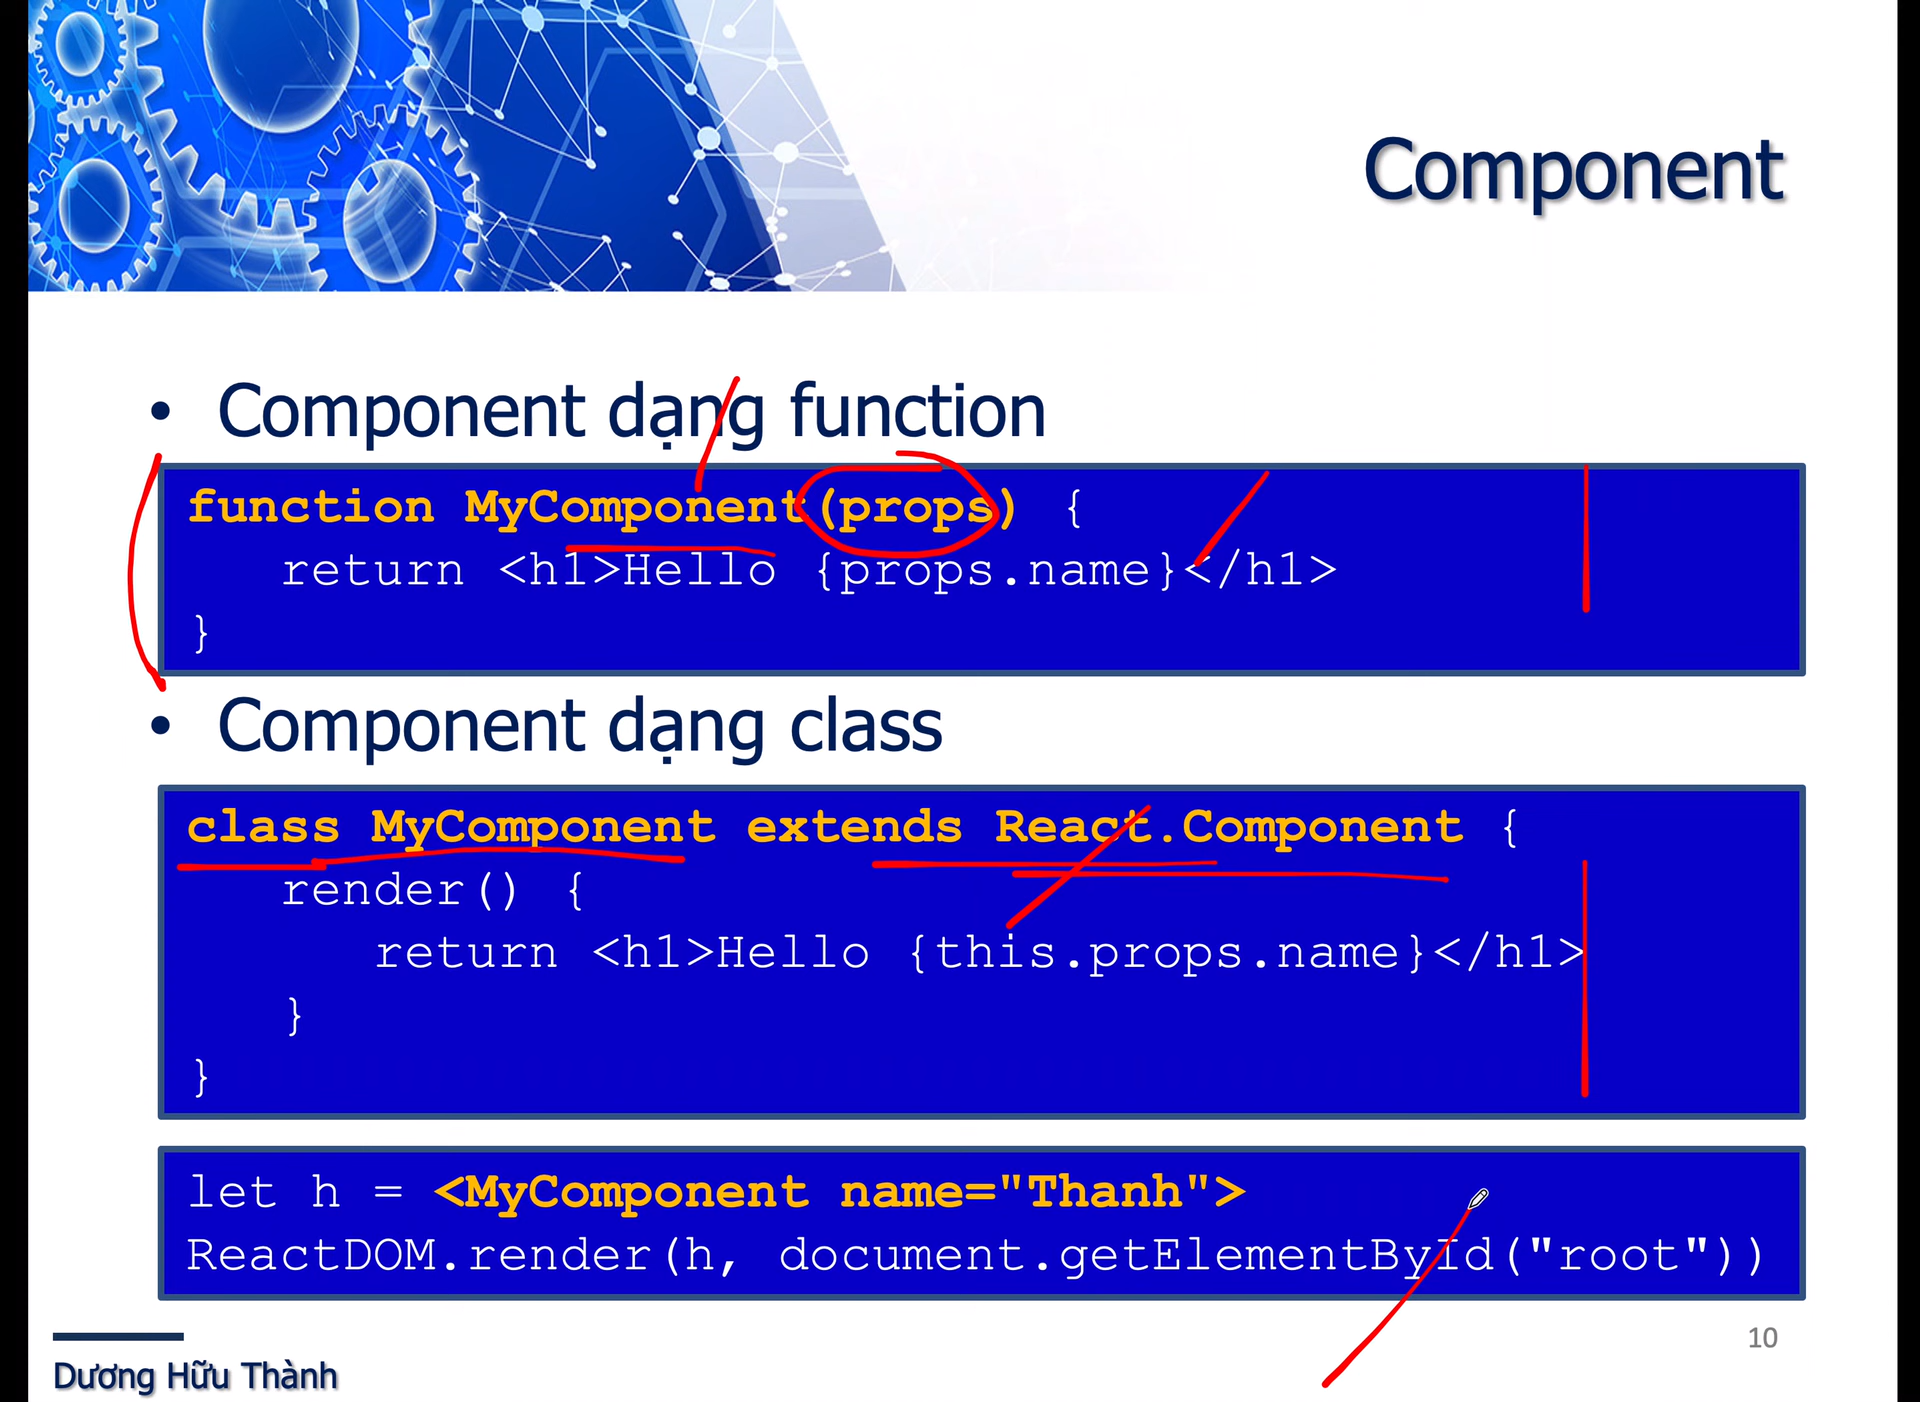 Component
• Component dạng function
function MyComponent(props) {
return <h1>Hello {props.name}</h1>
}
• Component dạng class
class MyComponent extends React.Component {
render() {
return <h1>Hello {this.props.name}</h1>
}
}
let h = <MyComponent name="Thanh">
ReactDOM.render(h, document.getElementById("root"))
10
Dương Hữu Thành